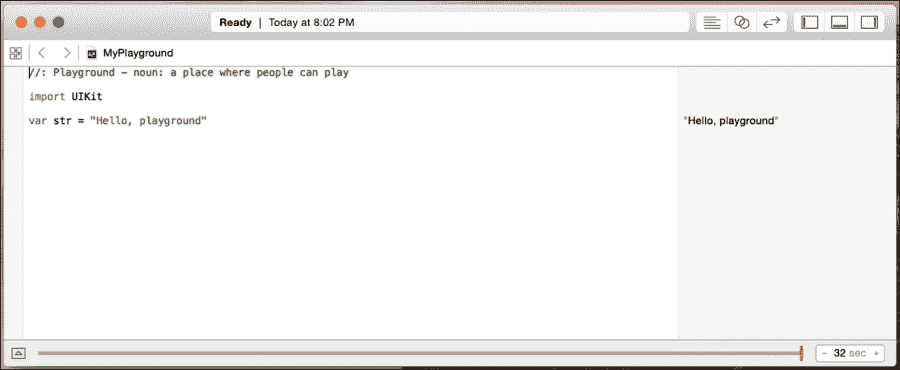 Ready | Today at 8:02 PM
MyPlayground
//: Playground - noun: a place where people can play
import UIKit
var str = "Hello, playground"
"Hello, playground"
- 32 sec +